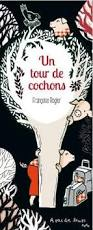 Un
tour de
cochons
Françoise Rogier
À pas de loups